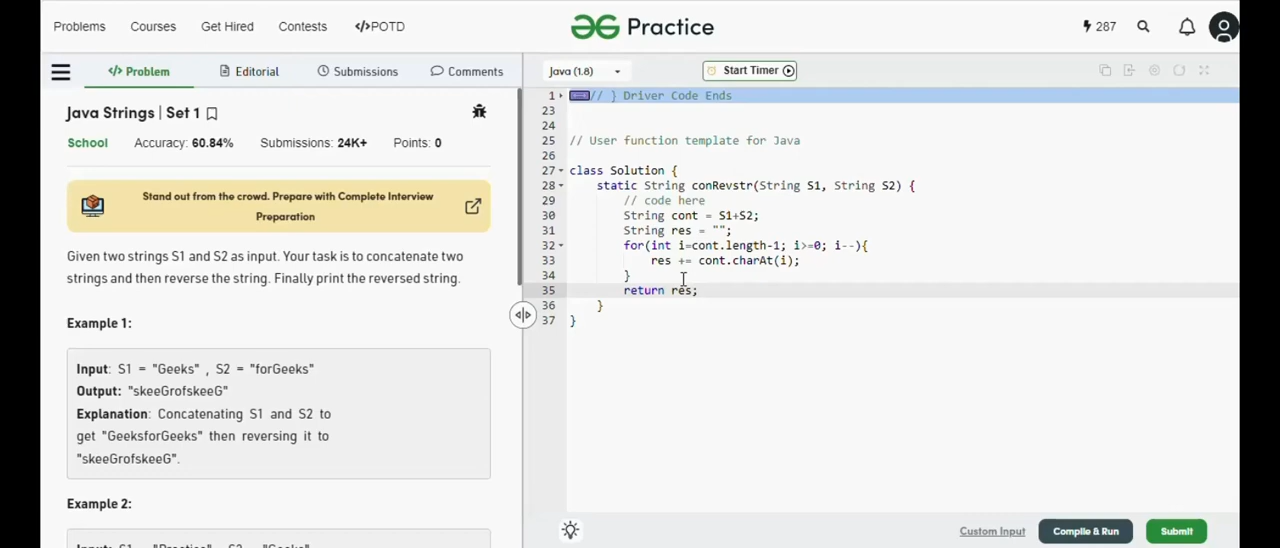 Problems Courses Get Hired Contests </>POTD Practice 287
</> Problem Editorial Submissions Comments
Java (1.8) Start Timer
Java Strings | Set 1
School Accuracy: 60.84% Submissions: 24K+ Points: 0
Stand out from the crowd. Prepare with Complete Interview
Preparation
Given two strings S1 and S2 as input. Your task is to concatenate two
strings and then reverse the string. Finally print the reversed string.
Example 1:
Input: S1 = "Geeks" , S2 = "forGeeks"
Output: "skeeGrofskeeG"
Explanation: Concatenating S1 and S2 to
get "GeeksforGeeks" then reversing it to
"skeeGrofskeeG".
Example 2:
1 // } Driver Code Ends
23
24
25 // User function template for Java
26
27 class Solution {
28 static String conRevstr(String S1, String S2) {
29 // code here
30 String cont = S1+S2;
31 String res = "";
32 for(int i=cont.length-1; i>=0; i--){
33 res += cont.charAt(i);
34 }
35 return res;
36 }
37 }
Custom Input Compile & Run Submit